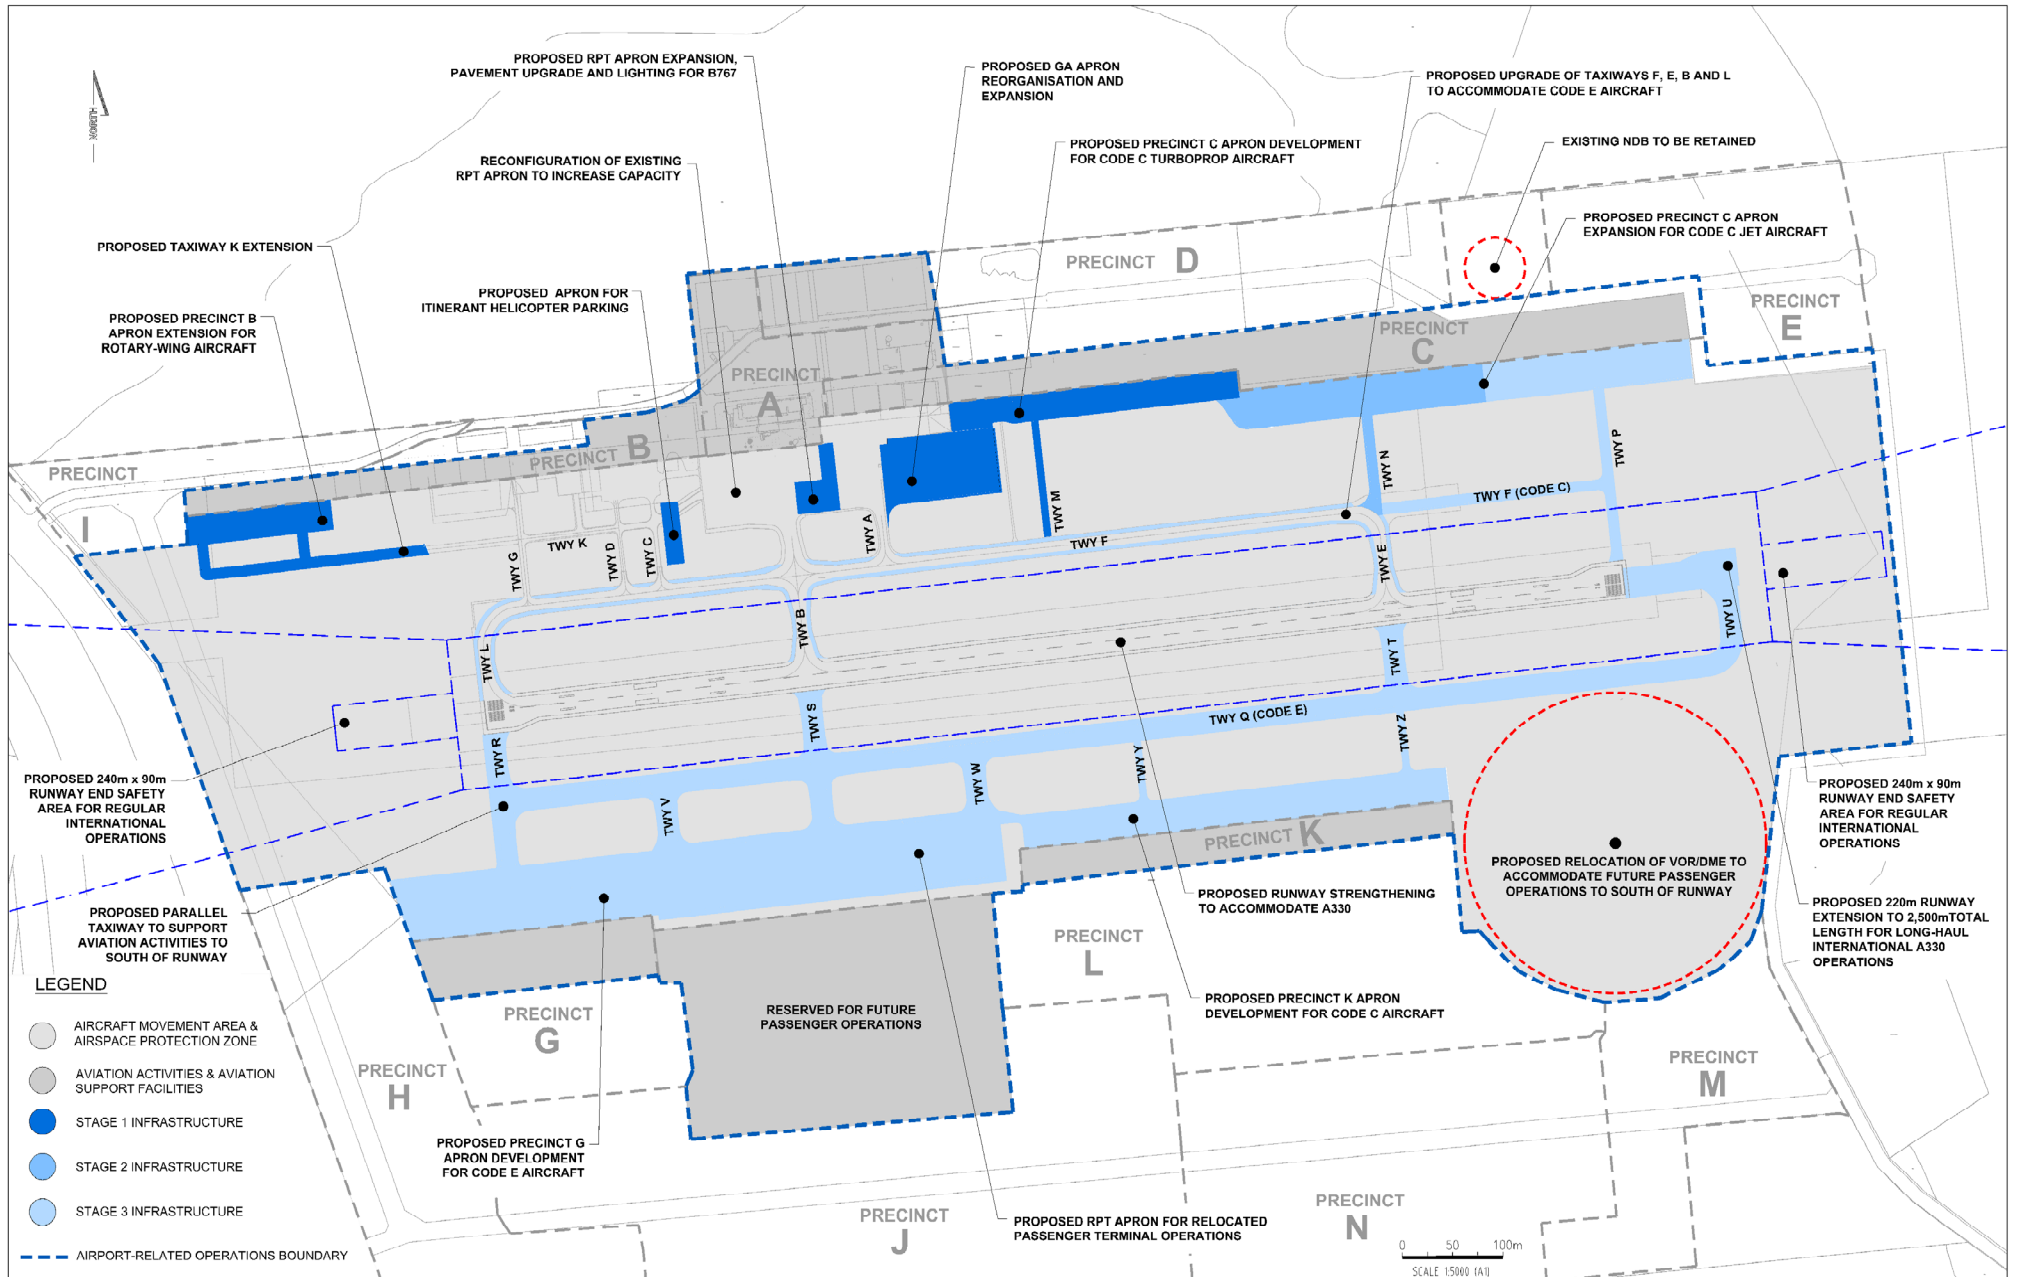 PROPOSED RPT APRON EXPANSION,
PAVEMENT UPGRADE AND LIGHTING FOR B767
PROPOSED GA APRON
REORGANISATION AND
EXPANSION
PROPOSED UPGRADE OF TAXIWAYS F, E, B AND L
TO ACCOMMODATE CODE E AIRCRAFT
NORTH
RECONFIGURATION OF EXISTING
RPT APRON TO INCREASE CAPACITY
PROPOSED PRECINCT C APRON DEVELOPMENT
FOR CODE C TURBOPROP AIRCRAFT
EXISTING NDB TO BE RETAINED
PROPOSED TAXIWAY K EXTENSION
PROPOSED PRECINCT C APRON
EXPANSION FOR CODE C JET AIRCRAFT
PRECINCT D
PROPOSED APRON FOR
ITINERANT HELICOPTER PARKING
PRECINCT
E
PROPOSED PRECINCT B
APRON EXTENSION FOR
ROTARY-WING AIRCRAFT
PRECINCT
C
PRECINCT
A
PRECINCT B
PRECINCT
I
TWY P
TWY N
TWY F (CODE C)
TWY M
TWY A
TWY F
TWY K
TWY G
TWY D
TWY C
TWY E
TWY B
TWY U
TWY L
TWY T
TWY S
TWY Q (CODE E)
TWY Z
TWY R
TWY Y
TWY W
TWY V
PROPOSED 240m x 90m
RUNWAY END SAFETY
AREA FOR REGULAR
INTERNATIONAL
OPERATIONS
PROPOSED 240m x 90m
RUNWAY END SAFETY
AREA FOR REGULAR
INTERNATIONAL
OPERATIONS
PRECINCT K
PROPOSED RELOCATION OF VOR/DME TO
ACCOMMODATE FUTURE PASSENGER
OPERATIONS TO SOUTH OF RUNWAY
PROPOSED RUNWAY STRENGTHENING
TO ACCOMMODATE A330
PROPOSED 220m RUNWAY
EXTENSION TO 2,500mTOTAL
LENGTH FOR LONG-HAUL
INTERNATIONAL A330
OPERATIONS
PROPOSED PARALLEL
TAXIWAY TO SUPPORT
AVIATION ACTIVITIES TO
SOUTH OF RUNWAY
PRECINCT
L
PROPOSED PRECINCT K APRON
DEVELOPMENT FOR CODE C AIRCRAFT
RESERVED FOR FUTURE
PASSENGER OPERATIONS
PRECINCT
G
PRECINCT
H
PRECINCT
M
PROPOSED PRECINCT G
APRON DEVELOPMENT
FOR CODE E AIRCRAFT
PRECINCT
J
PROPOSED RPT APRON FOR RELOCATED
PASSENGER TERMINAL OPERATIONS
PRECINCT
N
LEGEND
AIRCRAFT MOVEMENT AREA &
AIRSPACE PROTECTION ZONE
AVIATION ACTIVITIES & AVIATION
SUPPORT FACILITIES
STAGE 1 INFRASTRUCTURE
STAGE 2 INFRASTRUCTURE
STAGE 3 INFRASTRUCTURE
AIRPORT-RELATED OPERATIONS BOUNDARY
0 50 100m
SCALE 1:5000 (A1)